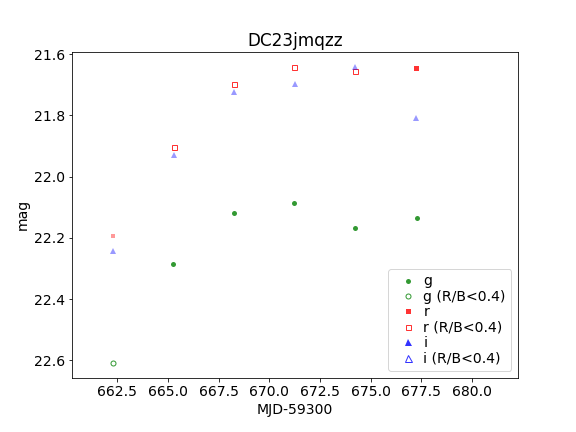 DC23jmqzz
21.6
21.8
22.0
22.2
22.4
22.6
mag
662.5 665.0 667.5 670.0 672.5 675.0 677.5 680.0
MJD-59300
g
g (R/B<0.4)
r
r (R/B<0.4)
i
i (R/B<0.4)